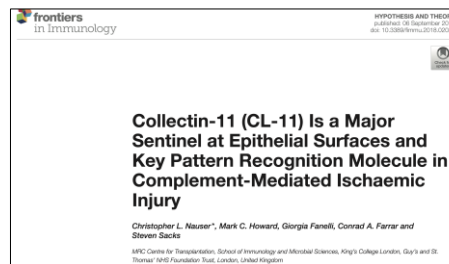 frontiers
in Immunology
HYPOTHESIS AND THEORY
published: 06 September 20
doi: 10.3389/fimmu.2018.020
Collectin-11 (CL-11) Is a Major
Sentinel at Epithelial Surfaces and
Key Pattern Recognition Molecule in
Complement-Mediated Ischaemic
Injury
Christopher L. Nauser*, Mark C. Howard, Giorgia Fanelli, Conrad A. Farrar and
Steven Sacks
MRC Centre for Transplantation, School of Immunology and Microbial Sciences, King's College London, Guy's and St.
Thomas' NHS Foundation Trust, London, United Kingdom